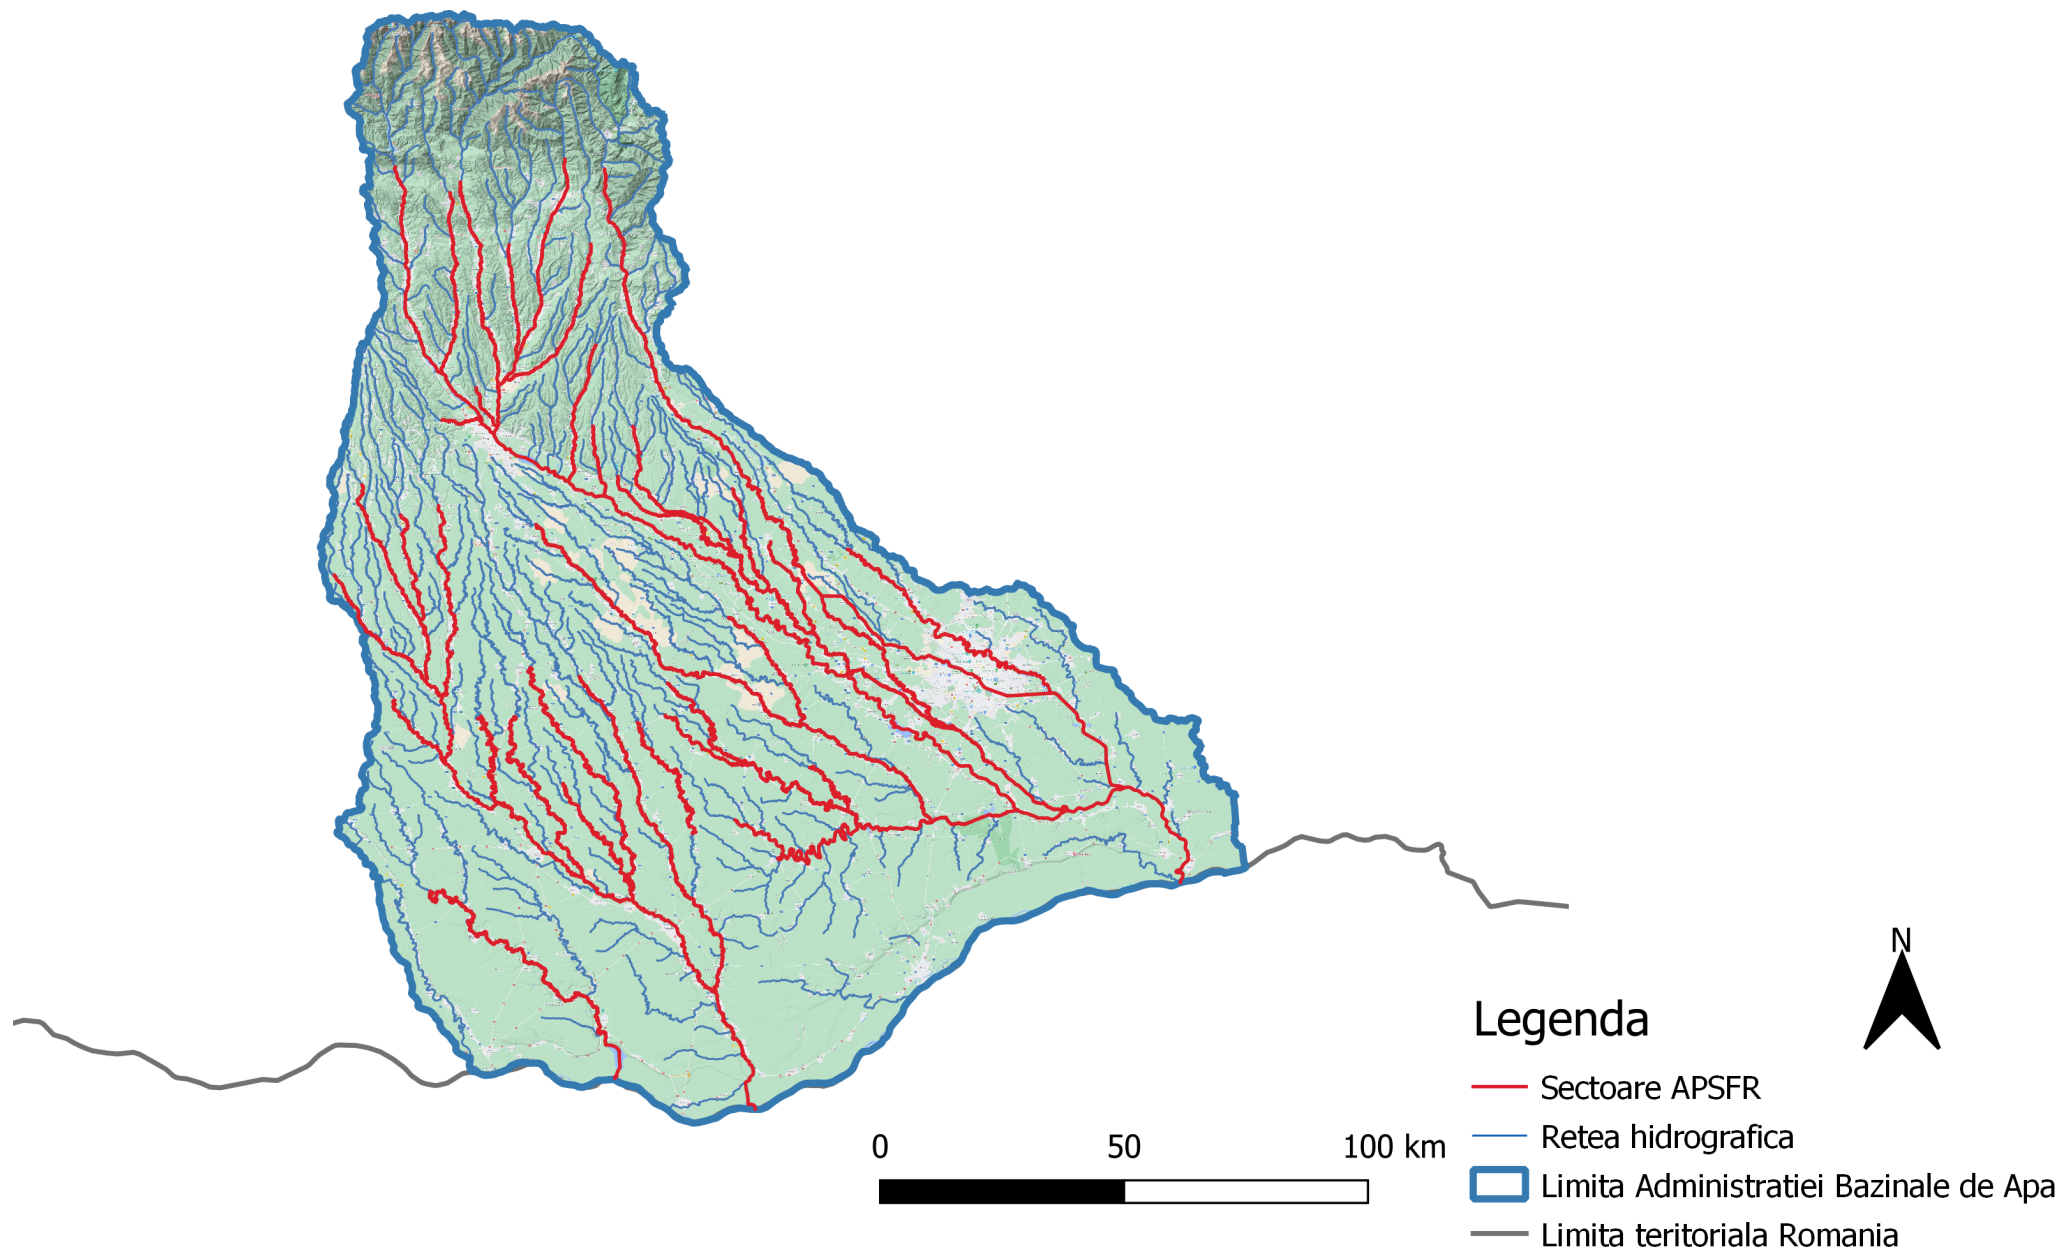 N
Legenda
Sectoare APSFR
Retea hidrografica
Limita Administratiei Bazinale de Apa
Limita teritoriala Romania
0 50 100 km